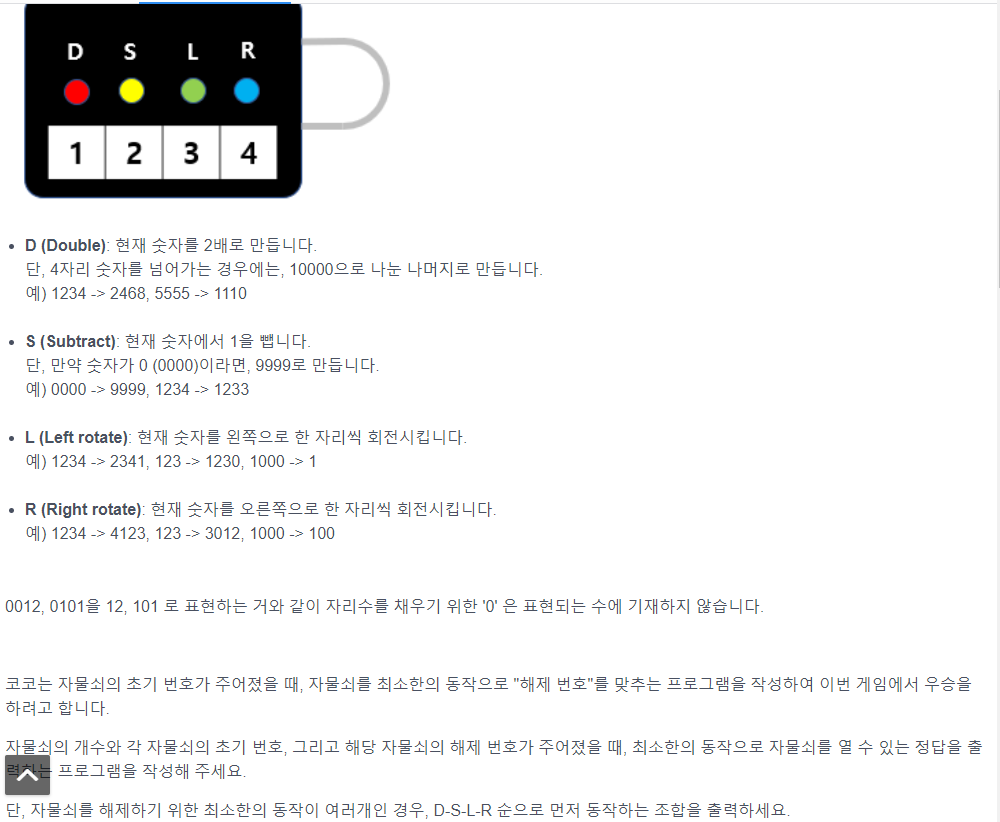 D S L R
1 2 3 4
D (Double): 현재 숫자를 2배로 만듭니다.
단, 4자리 숫자를 넘어가는 경우에는, 10000으로 나눈 나머지로 만듭니다.
예) 1234 -> 2468, 5555 -> 1110
S (Subtract): 현재 숫자에서 1을 뺍니다.
단, 만약 숫자가 0 (0000)이라면, 9999로 만듭니다.
예) 0000 -> 9999, 1234 -> 1233
L (Left rotate): 현재 숫자를 왼쪽으로 한 자리씩 회전시킵니다.
예) 1234 -> 2341, 123 -> 1230, 1000 -> 1
R (Right rotate): 현재 숫자를 오른쪽으로 한 자리씩 회전시킵니다.
예) 1234 -> 4123, 123 -> 3012, 1000 -> 100
0012, 0101을 12, 101 로 표현하는 거와 같이 자리수를 채우기 위한 '0' 은 표현되는 수에 기재하지 않습니다.
코코는 자물쇠의 초기 번호가 주어졌을 때, 자물쇠를 최소한의 동작으로 "해제 번호"를 맞추는 프로그램을 작성하여 이번 게임에서 우승을
하려고 합니다.
자물쇠의 개수와 각 자물쇠의 초기 번호, 그리고 해당 자물쇠의 해제 번호가 주어졌을 때, 최소한의 동작으로 자물쇠를 열 수 있는 정답을 출
력하는 프로그램을 작성해 주세요.
단, 자물쇠를 해제하기 위한 최소한의 동작이 여러개인 경우, D-S-L-R 순으로 먼저 동작하는 조합을 출력하세요.